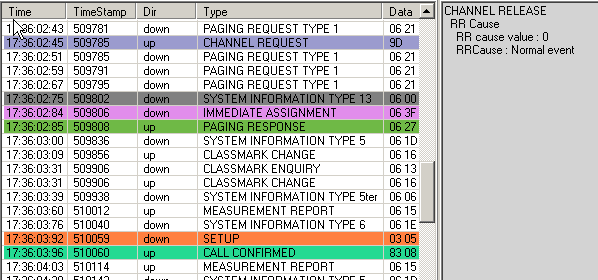 Time TimeStamp Dir Type Data
17:36:02:43 509781 down PAGING REQUEST TYPE 1 06 21
17:36:02:45 509785 up CHANNEL REQUEST 9D
17:36:02:51 509785 down PAGING REQUEST TYPE 1 06 21
17:36:02:59 509791 down PAGING REQUEST TYPE 1 06 21
17:36:02:67 509795 down PAGING REQUEST TYPE 1 06 21
17:36:02:75 509802 down SYSTEM INFORMATION TYPE 13 06 00
17:36:02:84 509806 down IMMEDIATE ASSIGNMENT 06 3F
17:36:02:85 509808 up PAGING RESPONSE 06 27
17:36:03:00 509836 down SYSTEM INFORMATION TYPE 5 06 1D
17:36:03:09 509856 up CLASSMARK CHANGE 06 16
17:36:03:31 509906 down CLASSMARK ENQUIRY 06 13
17:36:03:31 509906 up CLASSMARK CHANGE 06 16
17:36:03:39 509938 down SYSTEM INFORMATION TYPE 5ter 06 06
17:36:03:60 510012 up MEASUREMENT REPORT 06 15
17:36:03:76 510040 down SYSTEM INFORMATION TYPE 6 06 1E
17:36:03:92 510059 down SETUP 03 05
17:36:03:96 510060 up CALL CONFIRMED 83 08
17:36:04:03 510114 up MEASUREMENT REPORT 06 15
CHANNEL RELEASE
RR Cause
RR cause value : 0
RRCause : Normal event